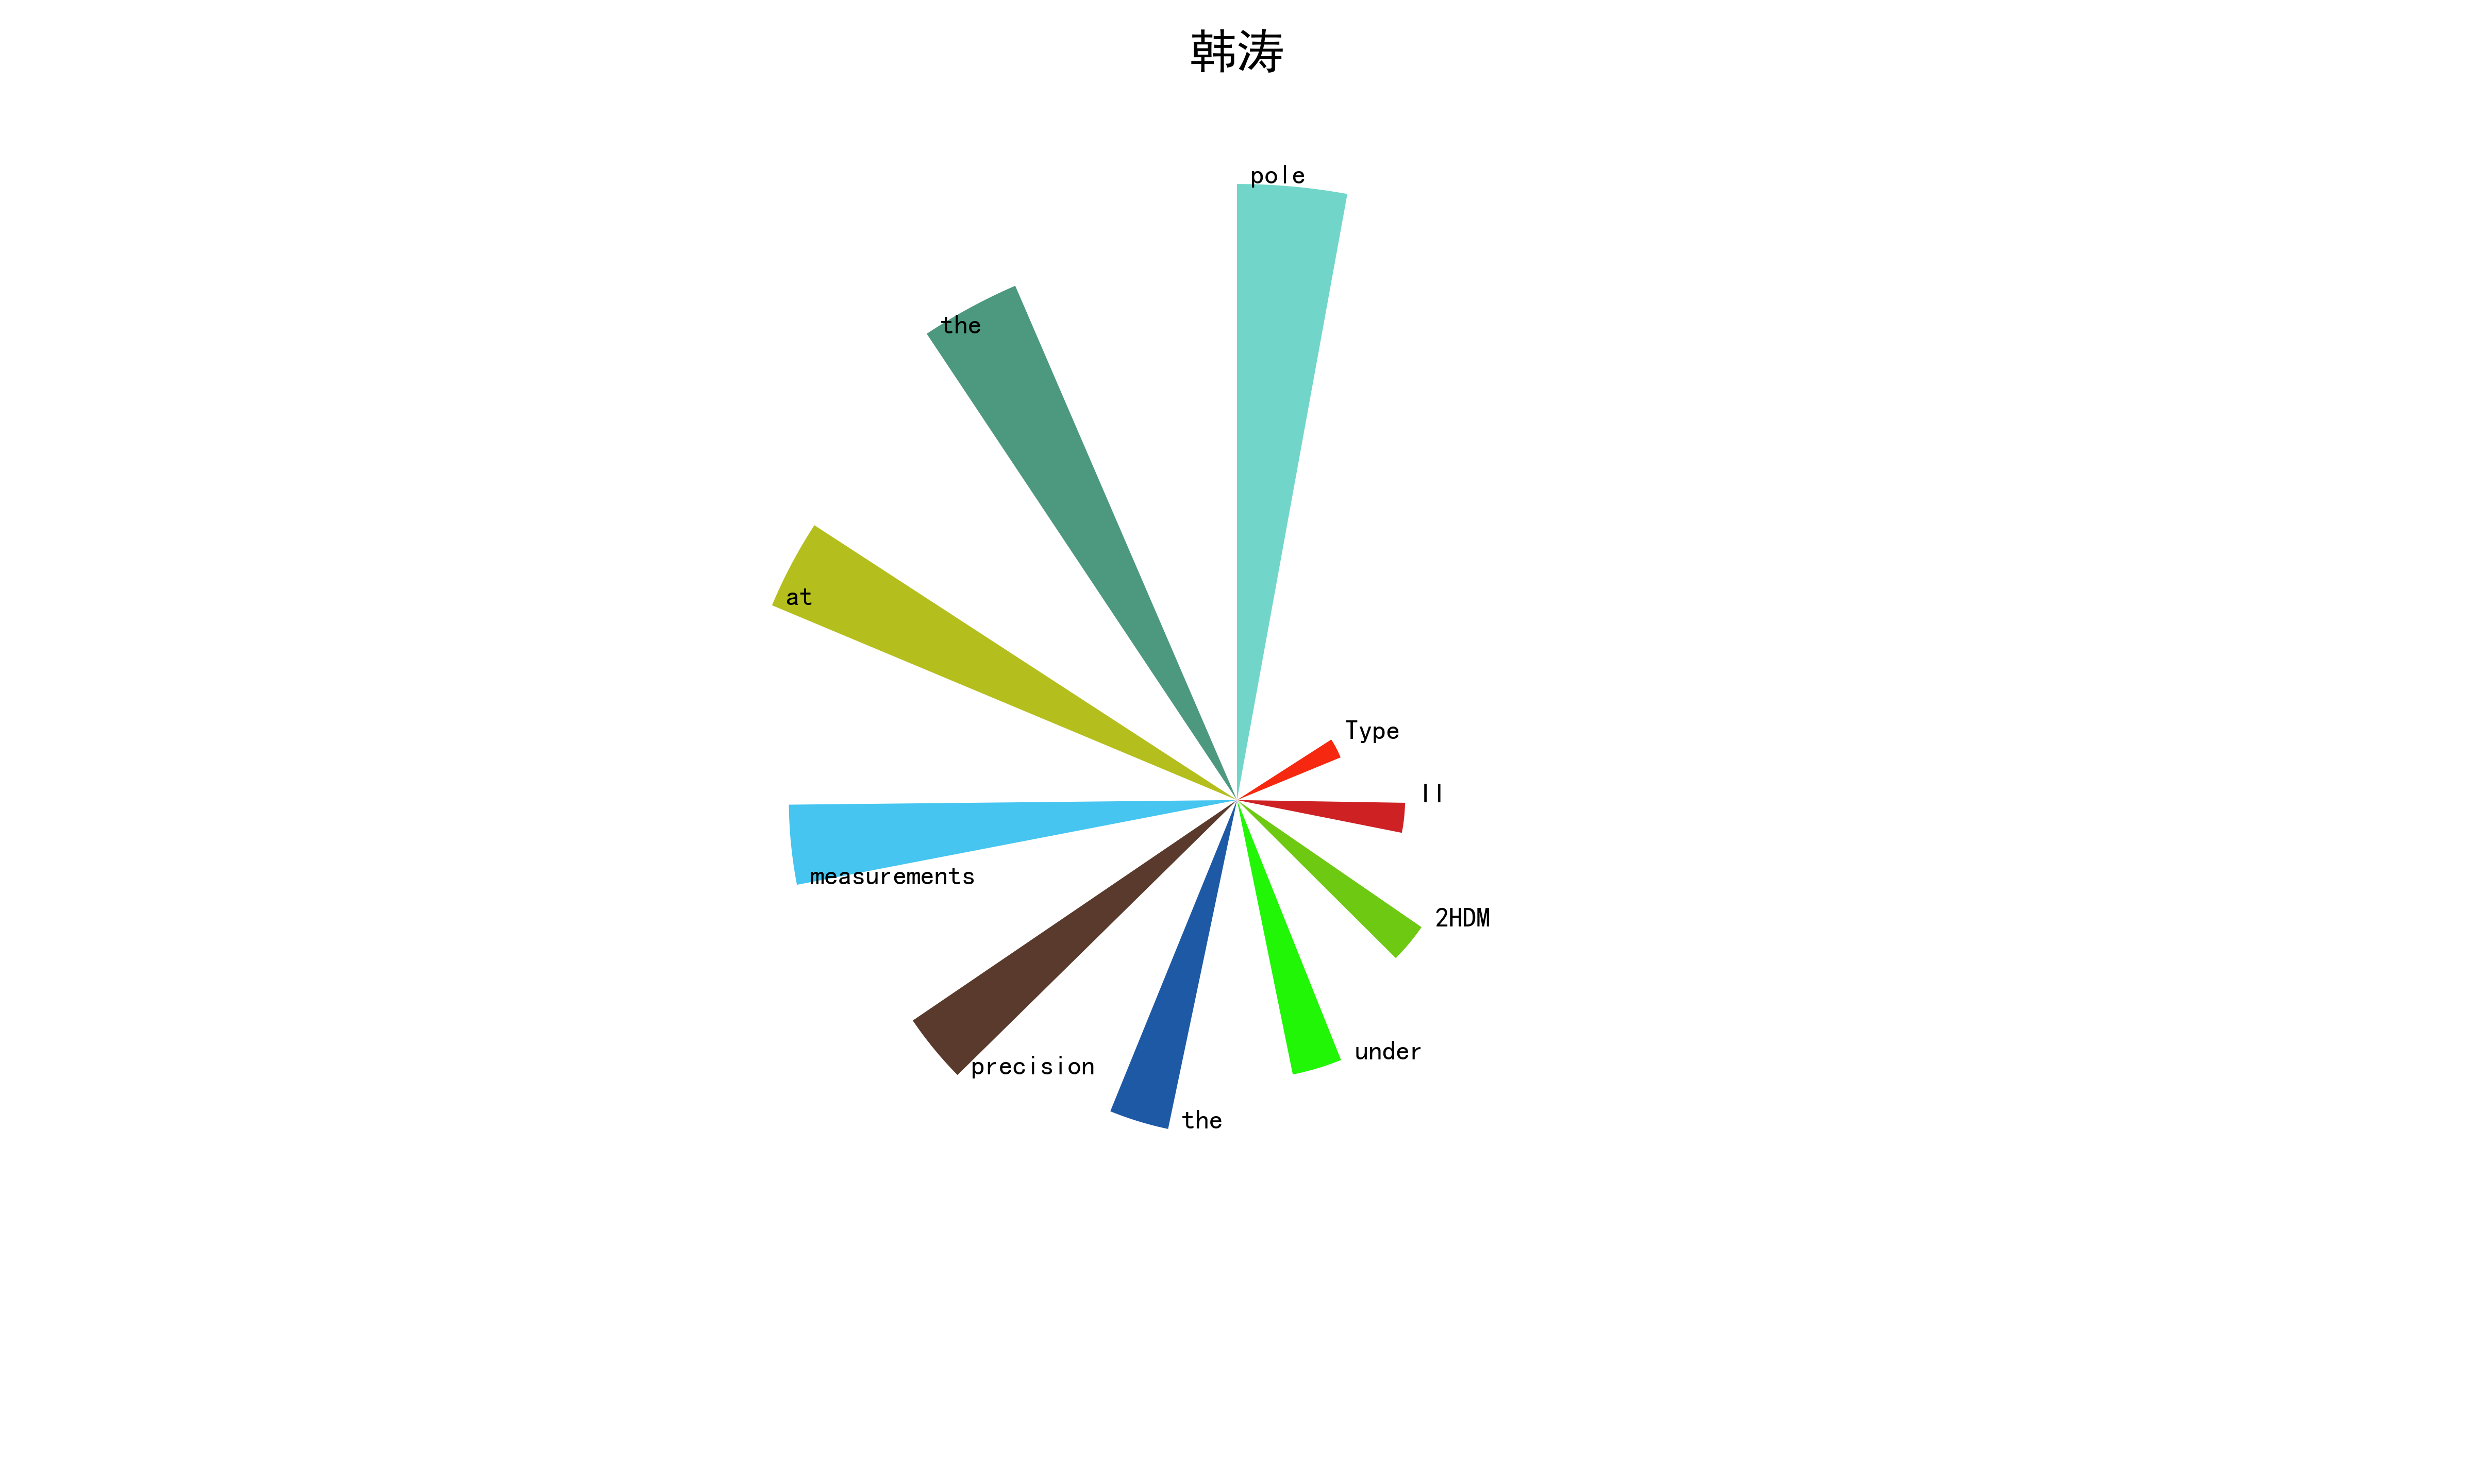 韩涛
pole
the
at
Type
II
measurements
2HDM
under
precision
the